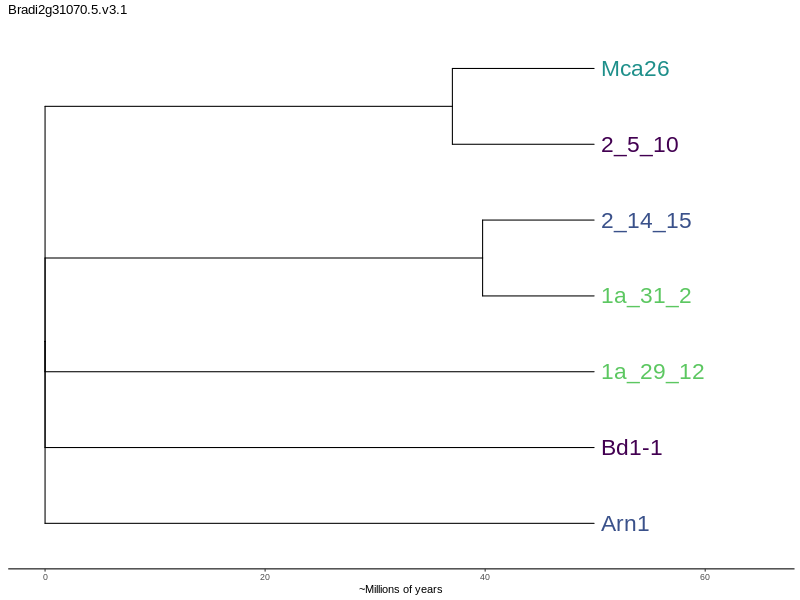 Bradi2g31070.5.v3.1
Mca26
2_5_10
2_14_15
1a_31_2
1a_29_12
Bd1-1
Arn1
0 20 40 60
~Millions of years